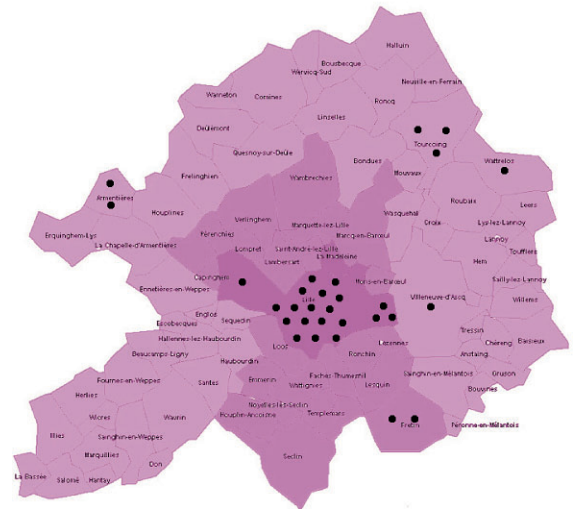 Halluin
Bousbecque
Wervicq-Sud
Neuville-en-Ferrain
Warneton
Comines
Roncq
Linselles
Deûlémont
Tourcoing
Quesnoy-sur-Deûle
Bondues
Wattrelos
Mouvaux
Frelinghien
Wambrechies
Armentières
Roubaix
Leers
Houplines
Wasquehal
Verlinghem
Marquette-lez-Lille
Croix
Lys-lez-Lannoy
Marcq-en-Barœul
Erquinghem-Lys
Pérenchies
Lannoy
La Chapelle-d'Armentières
Lompret
Saint-André-lez-Lille
Toufflers
La Madeleine
Lambersart
Hem
Capinghem
Sailly-lez-Lannoy
Mons-en-Barœul
Ennetières-en-Weppes
Villeneuve-d'Ascq
Willems
Lille
Englos
Escobecques
Sequedin
Tressin
Hallennes-lez-Haubourdin
Chéreng
Baisieux
Loos
Lezennes
Beaucamps-Ligny
Ronchin
Anstaing
Haubourdin
Fournes-en-Weppes
Faches-Thumesnil
Sainghin-en-Mélantois
Gruson
Emmerin
Santes
Wattignies
Lesquin
Bouvines
Herlies
Noyelles-lès-Seclin
Wicres
Wavrin
Houplin-Ancoisne
Templemars
Fretin
Péronne-en-Mélantois
Illies
Sainghin-en-Weppes
Marquillies
Seclin
Don
La Bassée
Salomé
Hantay